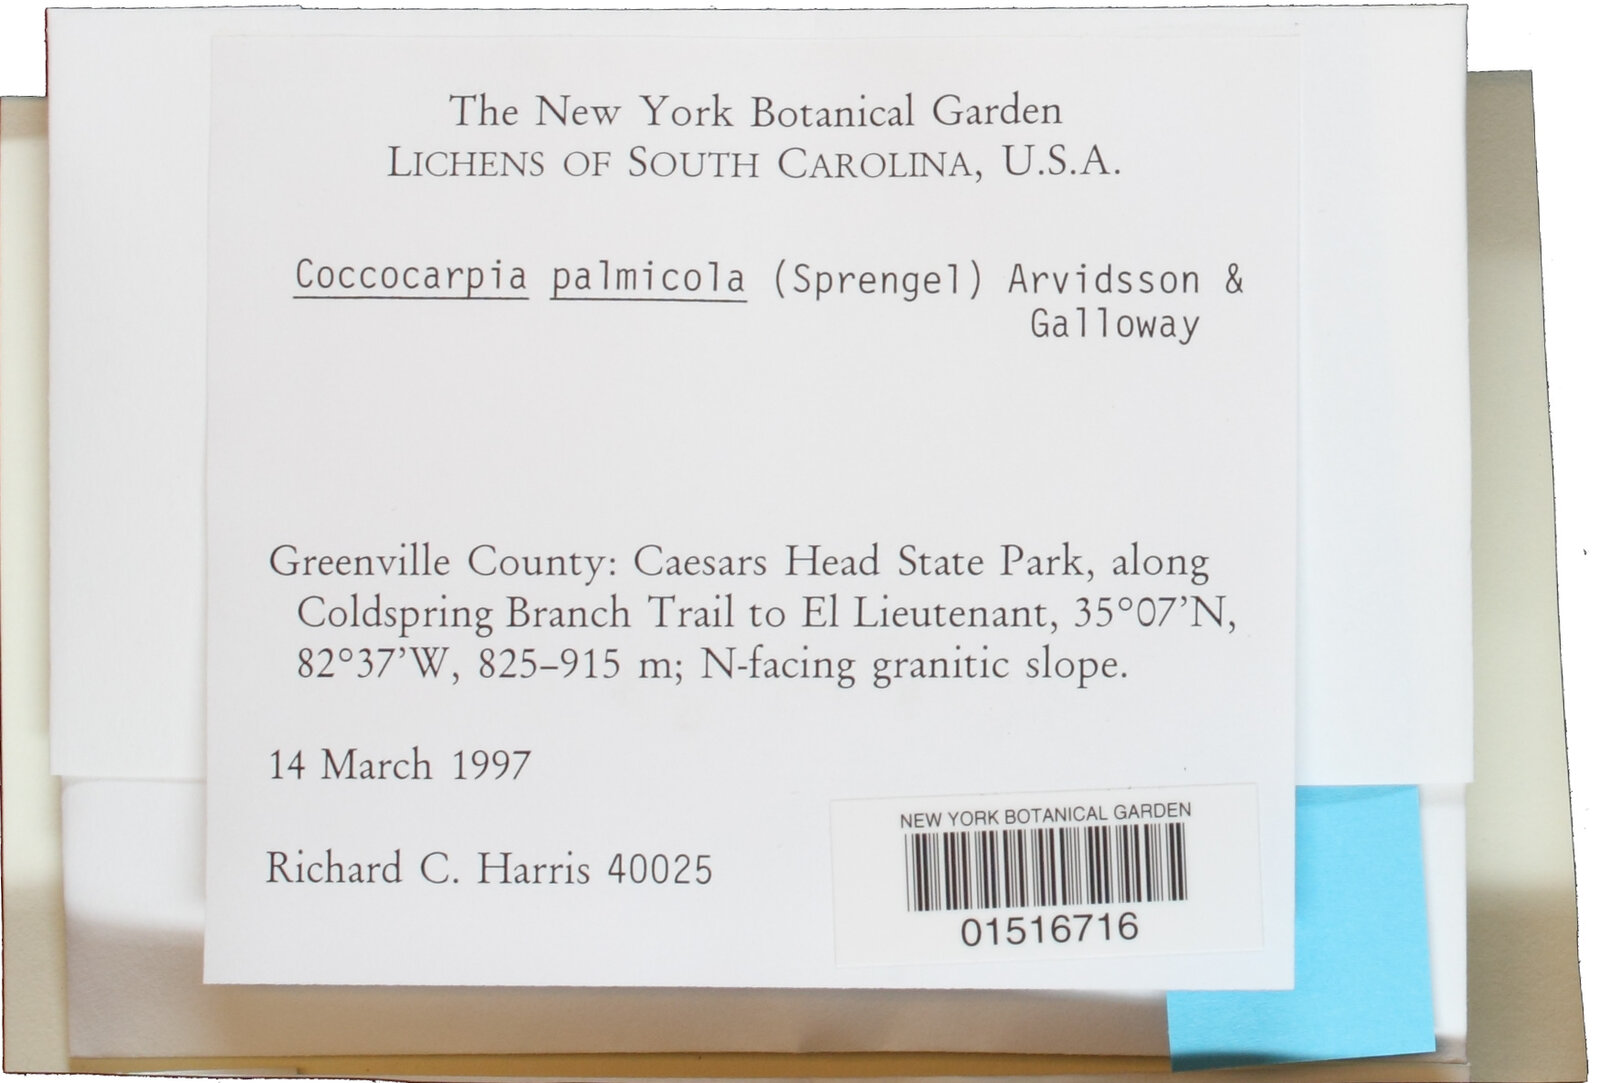 The New York Botanical Garden
LICHENS OF SOUTH CAROLINA, U.S.A.
Coccocarpia palmicola (Sprengel) Arvidsson &
Galloway
Greenville County: Caesars Head State Park, along
Coldspring Branch Trail to El Lieutenant, 35°07’N,
82°37’W, 825–915 m; N-facing granitic slope.
14 March 1997
Richard C. Harris 40025
NEW YORK BOTANICAL GARDEN
01516716